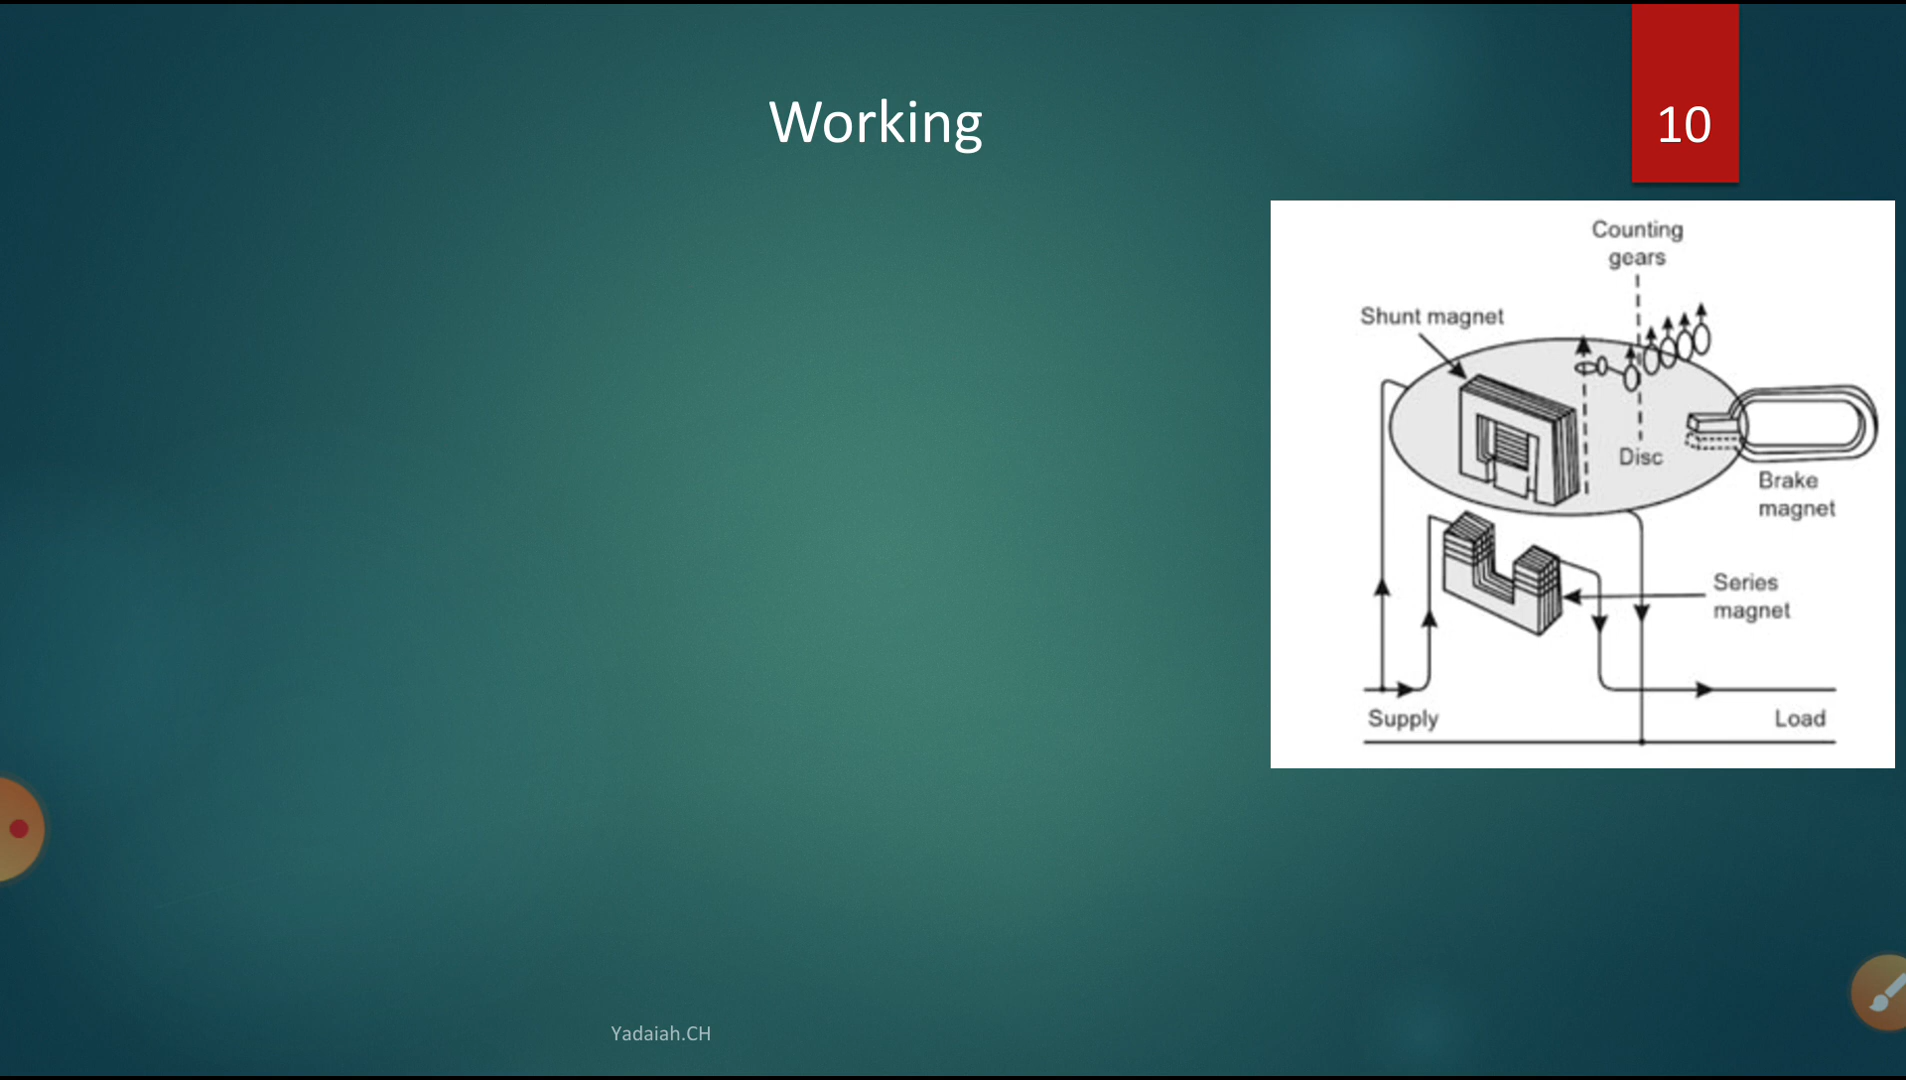 Working
10
Counting
gears
Shunt magnet
Disc
Brake
magnet
Series
magnet
Supply
Load
Yadaiah.CH